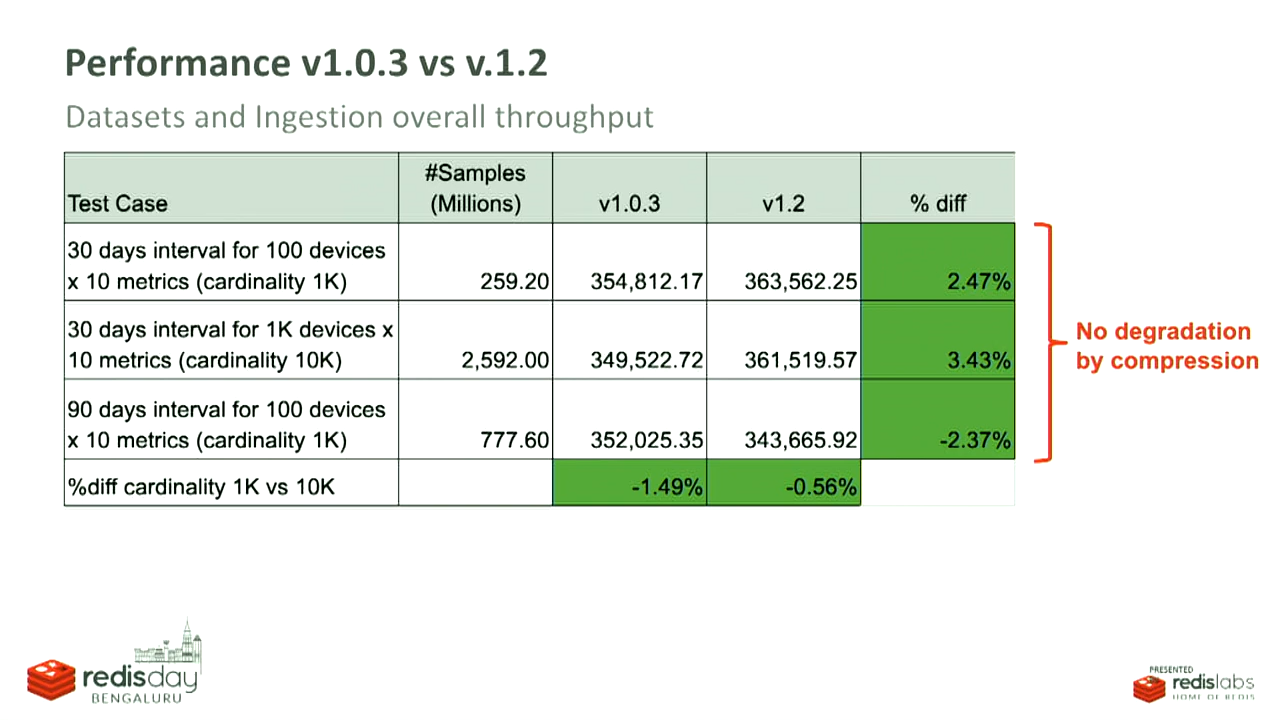 Performance v1.0.3 vs v.1.2
Datasets and Ingestion overall throughput
Test Case #Samples (Millions) v1.0.3 v1.2 % diff
30 days interval for 100 devices
x 10 metrics (cardinality 1K) 259.20 354,812.17 363,562.25 2.47%
30 days interval for 1K devices x
10 metrics (cardinality 10K) 2,592.00 349,522.72 361,519.57 3.43%
90 days interval for 100 devices
x 10 metrics (cardinality 1K) 777.60 352,025.35 343,665.92 -2.37%
%diff cardinality 1K vs 10K -1.49% -0.56%
No degradation
by compression
redisday
BENGALURU
PRESENTED
redislabs
HOME OF REDIS